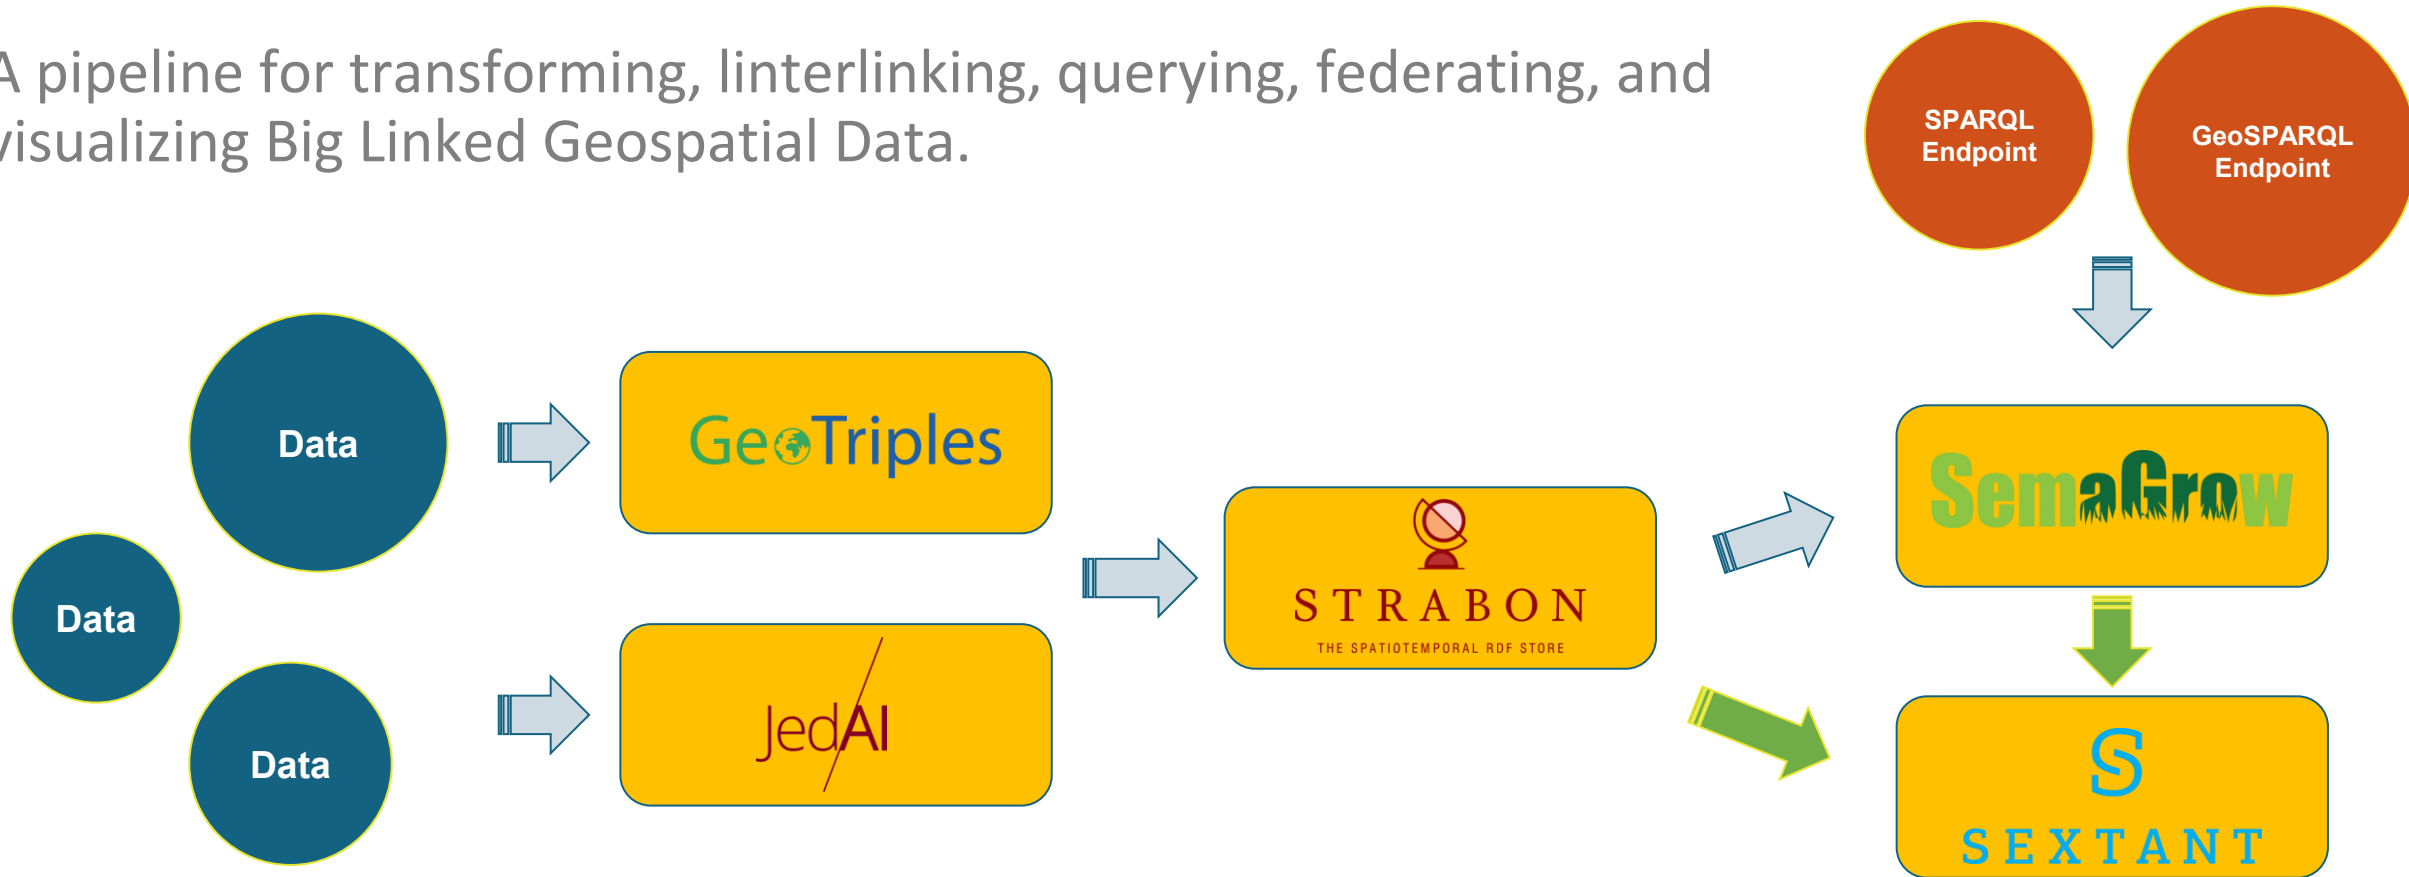 A pipeline for transforming, linterlinking, querying, federating, and
visualizing Big Linked Geospatial Data.
SPARQL
Endpoint
GeoSPARQL
Endpoint
Data
GeoTriples
SemaGrow
Data
STRABON
THE SPATIOTEMPORAL RDF STORE
Data
JedAI
S
SEXTANT